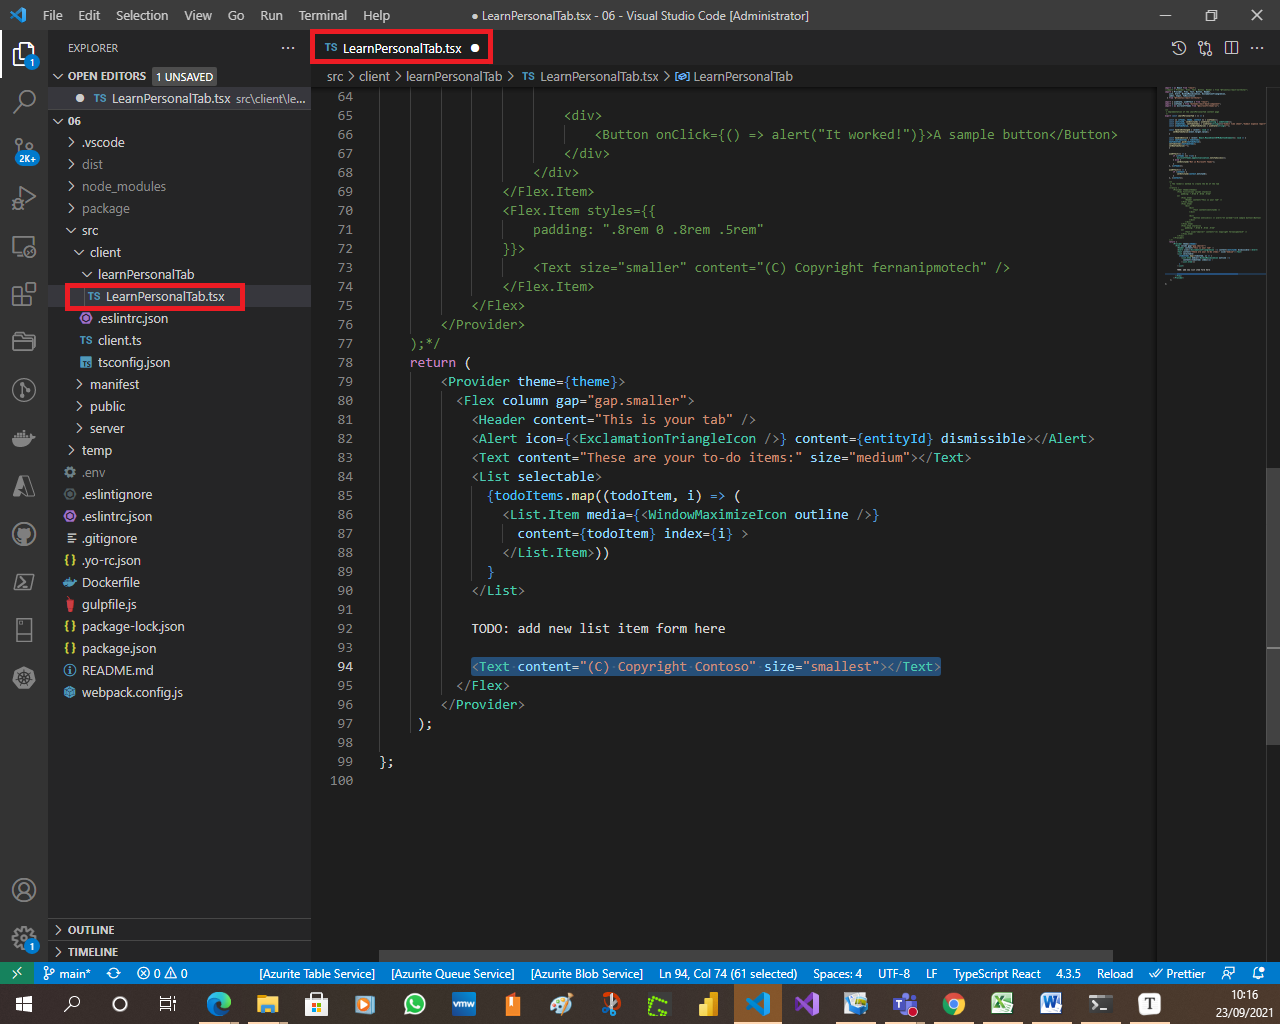 File Edit Selection View Go Run Terminal Help
● LearnPersonalTab.tsx - 06 - Visual Studio Code [Administrator]
EXPLORER
OPEN EDITORS 1 UNSAVED
TS LearnPersonalTab.tsx src\client\le...
06
.vscode
dist
node_modules
package
src
client
learnPersonalTab
TS LearnPersonalTab.tsx
.eslintrc.json
TS client.ts
tsconfig.json
manifest
public
server
temp
.env
.eslintignore
.eslintrc.json
.gitignore
{} .yo-rc.json
Dockerfile
gulpfile.js
{} package-lock.json
{} package.json
README.md
webpack.config.js
OUTLINE
TIMELINE
1
2K+
1
TS LearnPersonalTab.tsx ●
src > client > learnPersonalTab > TS LearnPersonalTab.tsx > LearnPersonalTab
64
65 <div>
66 <Button onClick={() => alert("It worked!")}>A sample button</Button>
67 </div>
68 </div>
69 </Flex.Item>
70 <Flex.Item styles={{
71 padding: ".8rem 0 .8rem .5rem"
72 }}>
73 <Text size="smaller" content="(C) Copyright fernanipmotech" />
74 </Flex.Item>
75 </Flex>
76 </Provider>
77 );*/
78 return (
79 <Provider theme={theme}>
80 <Flex column gap="gap.smaller">
81 <Header content="This is your tab" />
82 <Alert icon={<ExclamationTriangleIcon />} content={entityId} dismissible></Alert>
83 <Text content="These are your to-do items:" size="medium"></Text>
84 <List selectable>
85 {todoItems.map((todoItem, i) => (
86 <List.Item media={<WindowMaximizeIcon outline />}
87 content={todoItem} index={i} >
88 </List.Item>))
89 }
90 </List>
91
92 TODO: add new list item form here
93
94 <Text content="(C) Copyright Contoso" size="smallest"></Text>
95 </Flex>
96 </Provider>
97 );
98
99 };
100
main* 0 0 [Azurite Table Service] [Azurite Queue Service] [Azurite Blob Service] Ln 94, Col 74 (61 selected) Spaces: 4 UTF-8 LF TypeScript React 4.3.5 Reload Prettier
vmw
T
10:16
23/09/2021